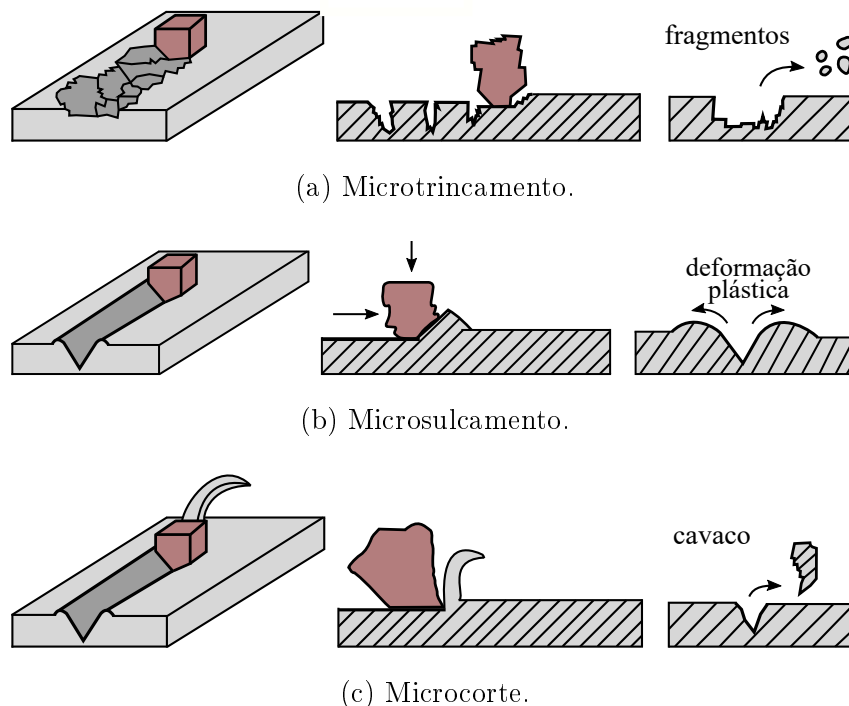 fragmentos
(a) Microtrincamento.
deformação
plástica
(b) Microsulcamento.
cavaco
(c) Microcorte.